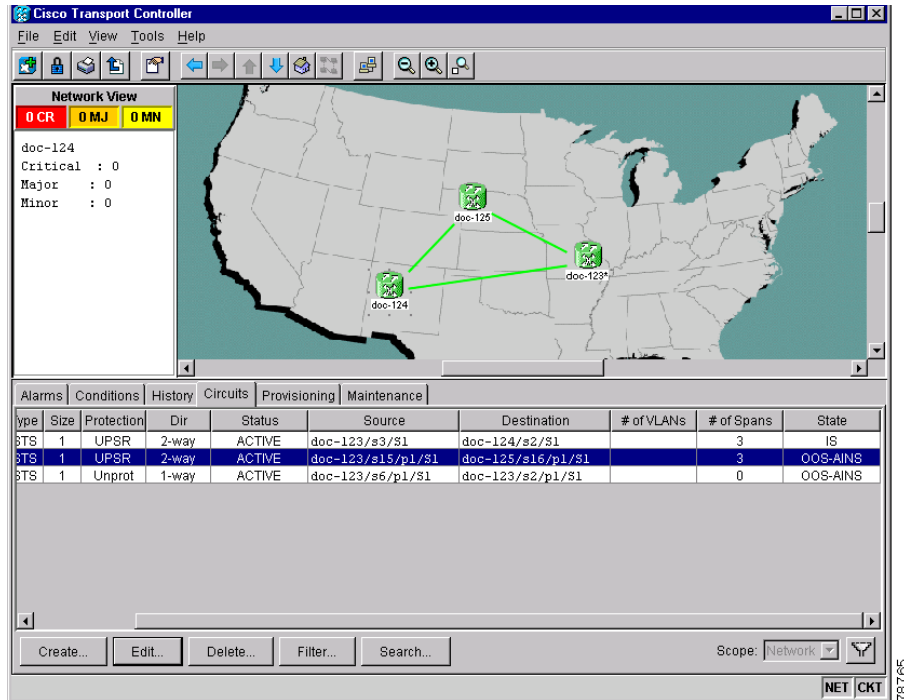 Cisco Transport Controller
File Edit View Tools Help
Network View
0 CR 0 MJ 0 MN
doc-124
Critical : 0
Major : 0
Minor : 0
doc-125
doc-123*
doc-124
Alarms Conditions History Circuits Provisioning Maintenance
ype Size Protection Dir Status Source Destination # of VLANs # of Spans State
STS 1 UPSR 2-way ACTIVE doc-123/s3/S1 doc-124/s2/S1 3 IS
STS 1 UPSR 2-way ACTIVE doc-123/s15/p1/S1 doc-125/s16/p1/S1 3 OOS-AINS
STS 1 Unprot 1-way ACTIVE doc-123/s6/p1/S1 doc-123/s2/p1/S1 0 OOS-AINS
Create... Edit... Delete... Filter... Search... Scope: Network
NET CKT
78765